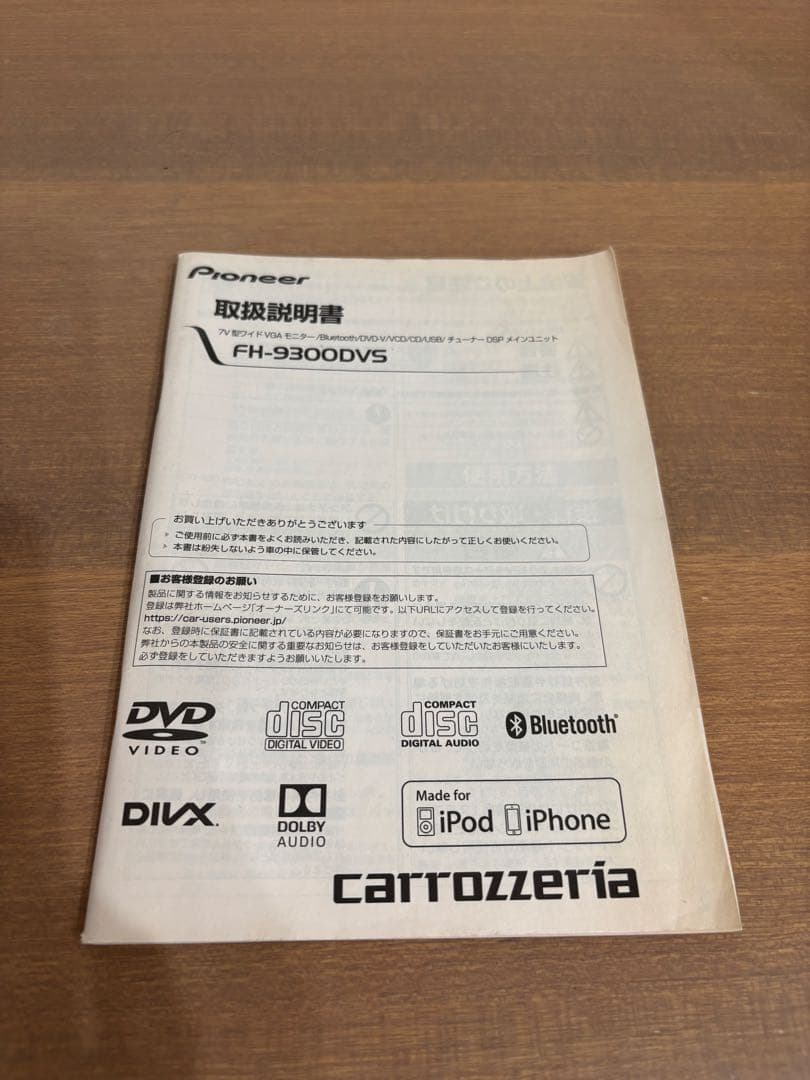 Pioneer
取扱説明書
7V型ワイドVGAモニター/Bluetooth/DVD-V/VCD/CD/USB/チューナーDSPメインユニット
FH-9300DVS
お買い上げいただきありがとうございます
> ご使用前に必ず本書をよくお読みいただき、記載された内容にしたがって正しくお使いください。
> 本書は紛失しないよう車の中に保管してください。
■お客様登録のお願い
製品に関する情報をお知らせするために、お客様登録をお願いします。
登録は弊社ホームページ「オーナーズリンク」にて可能です。以下URLにアクセスして登録を行ってください。
https://car-users.pioneer.jp/
なお、登録時に保証書に記載されている内容が必要になりますので、保証書をお手元にご用意ください。
弊社からの本製品の安全に関する重要なお知らせは、お客様登録をしていただいたお客様にいたします。
必ず登録をしていただきますようお願いいたします。
DVD VIDEO™
COMPACT disc DIGITAL VIDEO
COMPACT disc DIGITAL AUDIO
Bluetooth®
DIVX.
DOLBY AUDIO
Made for
iPod iPhone
carrozzeria